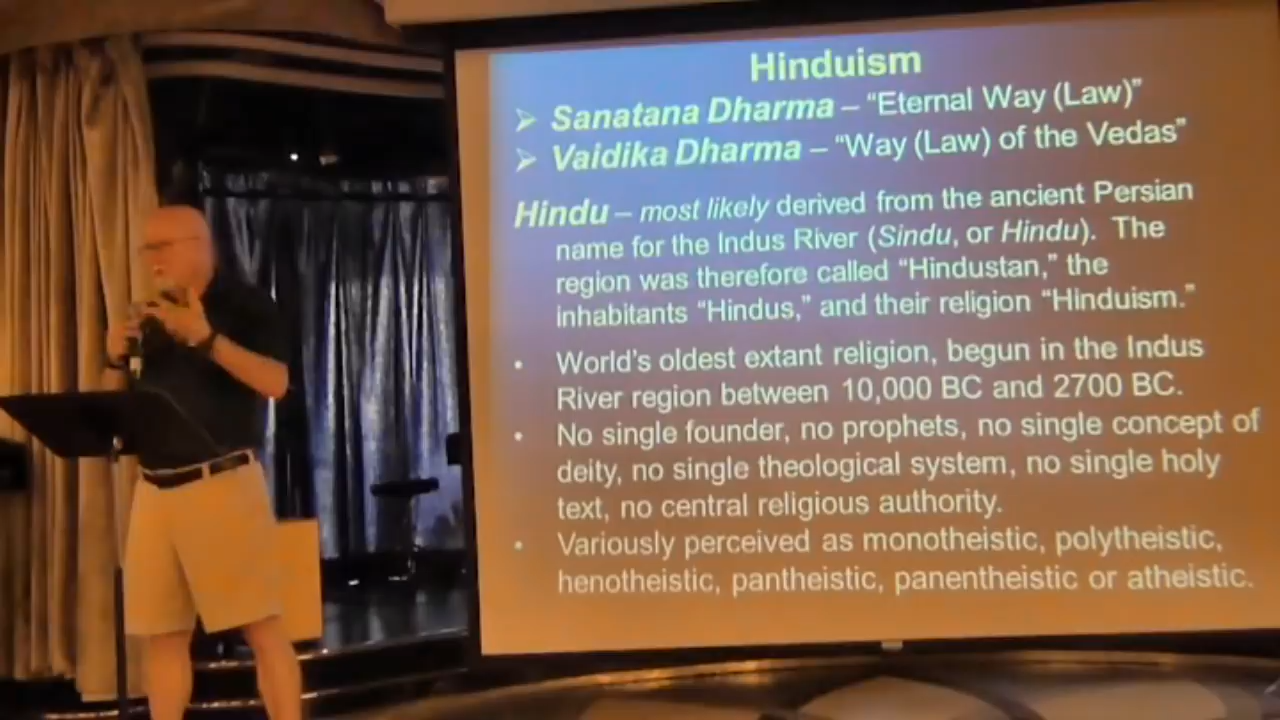 Hinduism
➢ Sanatana Dharma – “Eternal Way (Law)”
➢ Vaidika Dharma – “Way (Law) of the Vedas”
Hindu – most likely derived from the ancient Persian
name for the Indus River (Sindu, or Hindu). The
region was therefore called “Hindustan,” the
inhabitants “Hindus,” and their religion “Hinduism.”
• World’s oldest extant religion, begun in the Indus
River region between 10,000 BC and 2700 BC.
• No single founder, no prophets, no single concept of
deity, no single theological system, no single holy
text, no central religious authority.
• Variously perceived as monotheistic, polytheistic,
henotheistic, pantheistic, panentheistic or atheistic.